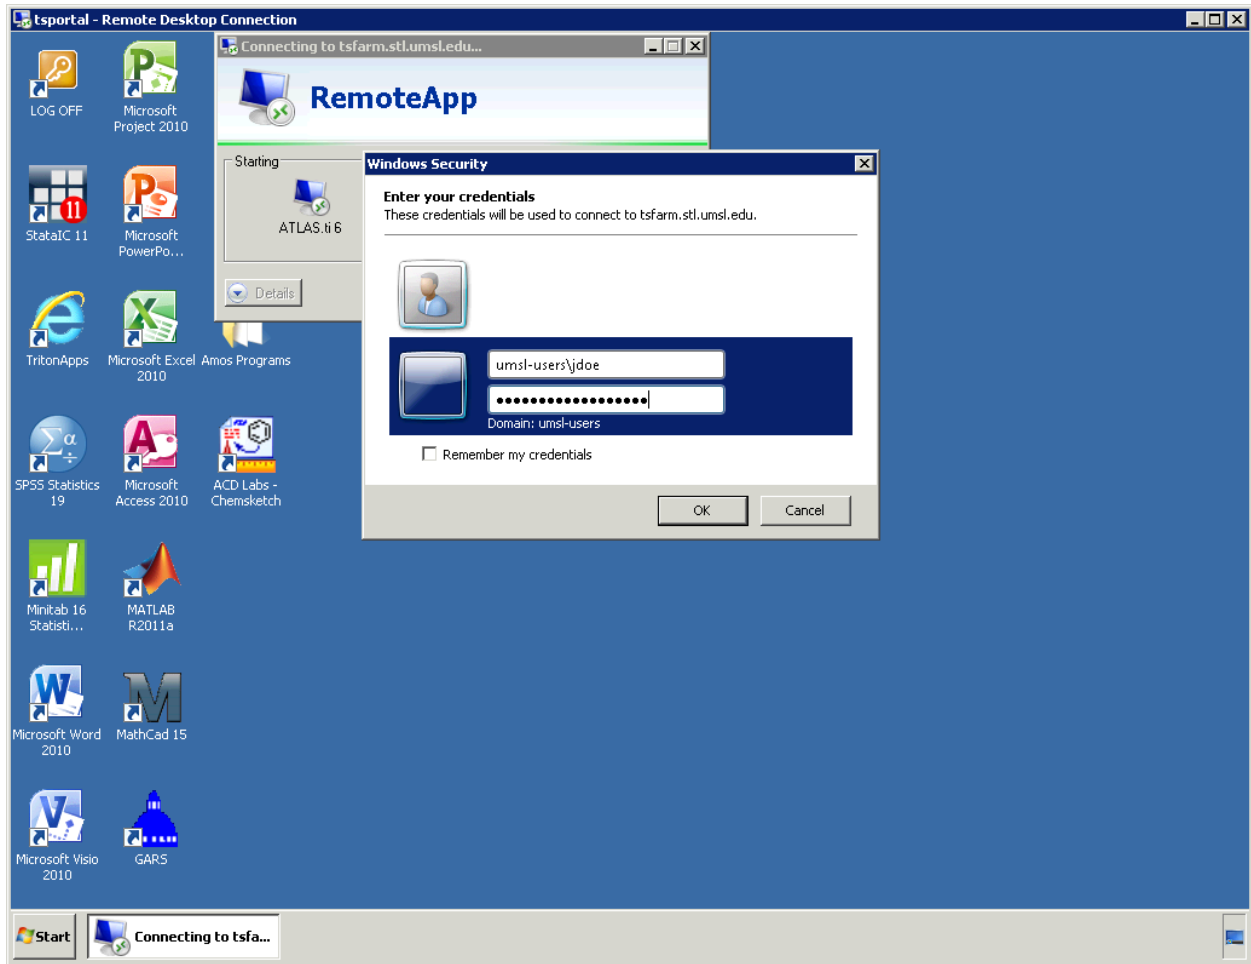 tsportal - Remote Desktop Connection
LOG OFF
Microsoft
Project 2010
StataIC 11
11
Microsoft
PowerPo...
TritonApps
Microsoft Excel
2010
Amos Programs
SPSS Statistics
19
Microsoft
Access 2010
ACD Labs -
Chemsketch
Minitab 16
Statisti...
MATLAB
R2011a
Microsoft Word
2010
MathCad 15
Microsoft Visio
2010
GARS
Connecting to tsfarm.stl.umsl.edu...
RemoteApp
Starting
ATLAS.ti 6
Details
Windows Security
Enter your credentials
These credentials will be used to connect to tsfarm.stl.umsl.edu.
umsl-users\jdoe
••••••••••••••••••
Domain: umsl-users
Remember my credentials
OK
Cancel
Start
Connecting to tsfa...